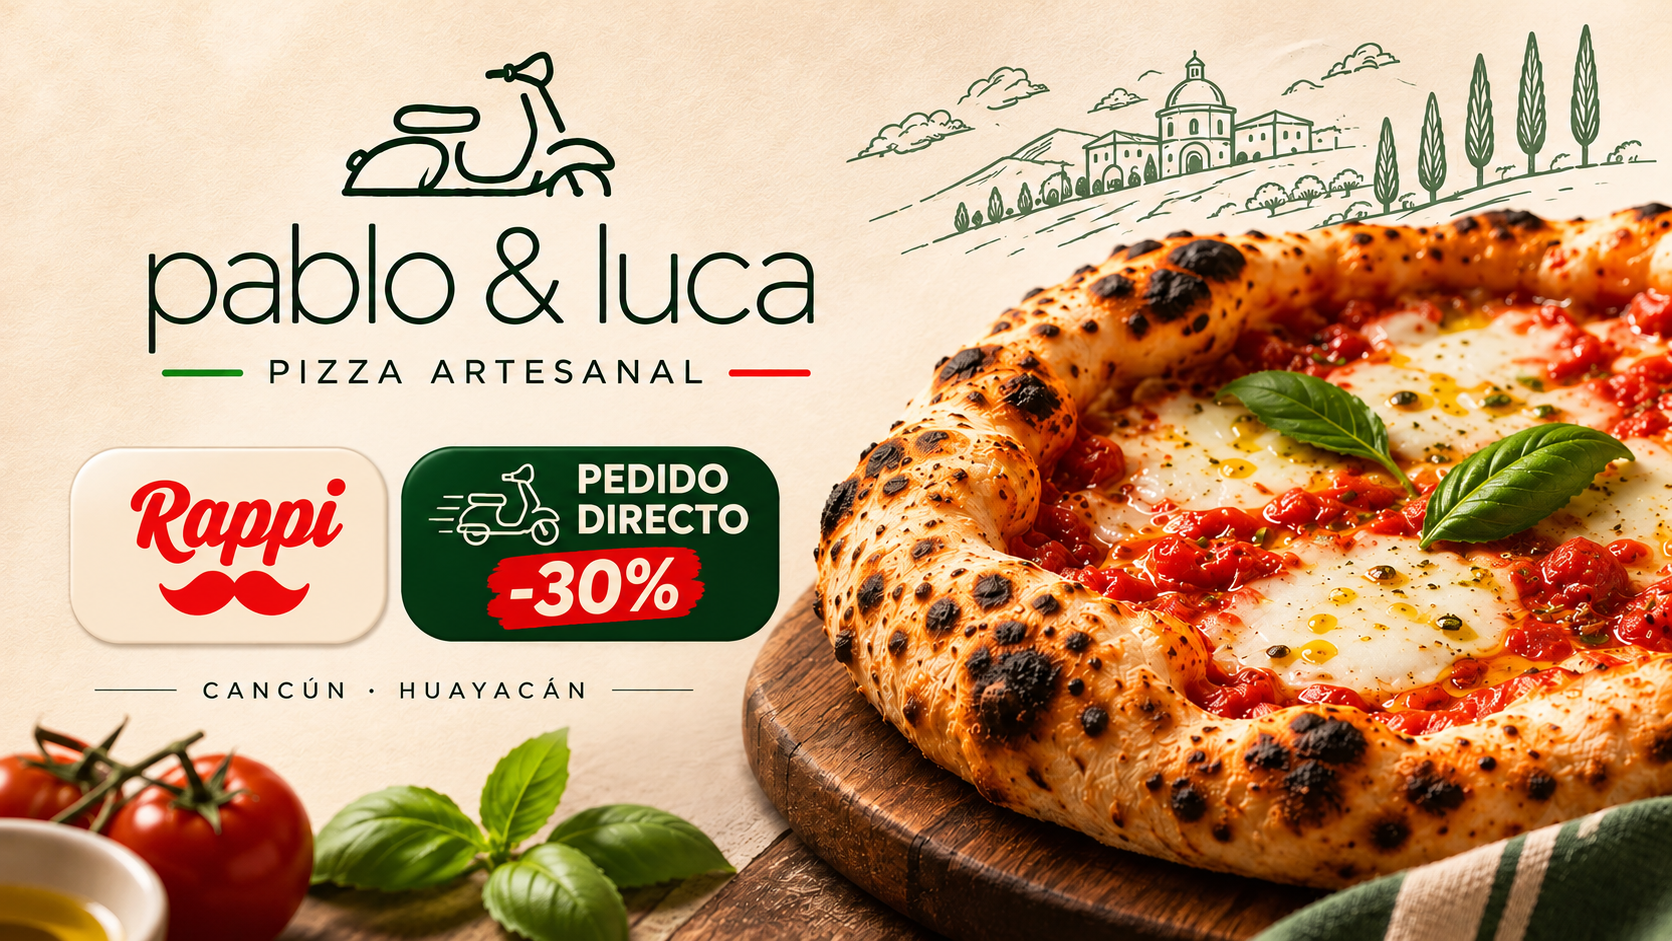 pablo & luca
PIZZA ARTESANAL
Rappi
PEDIDO
DIRECTO
-30%
CANCÚN · HUAYACÁN